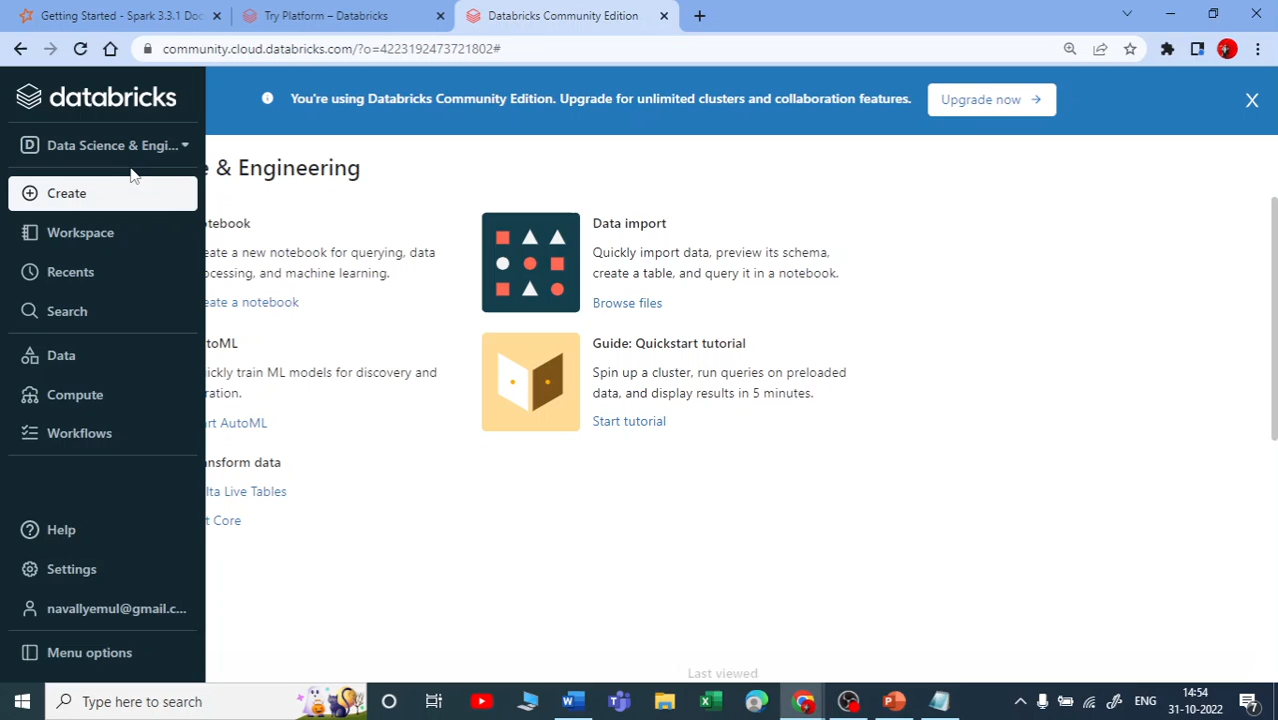 Getting Started - Spark 3.3.1 Doc
Try Platform – Databricks
Databricks Community Edition
community.cloud.databricks.com/?o=4223192473721802#
databricks
You're using Databricks Community Edition. Upgrade for unlimited clusters and collaboration features.
Upgrade now
X
D
Data Science & Engi...
e & Engineering
Create
Workspace
Recents
Search
Data
Compute
Workflows
Help
Settings
navallyemul@gmail.c...
Menu options
otebook
eate a new notebook for querying, data
ocessing, and machine learning.
eate a notebook
Data import
Quickly import data, preview its schema,
create a table, and query it in a notebook.
Browse files
toML
ickly train ML models for discovery and
ration.
rt AutoML
Guide: Quickstart tutorial
Spin up a cluster, run queries on preloaded
data, and display results in 5 minutes.
Start tutorial
ansform data
lta Live Tables
t Core
Last viewed
Type here to search
ENG
14:54
31-10-2022
7